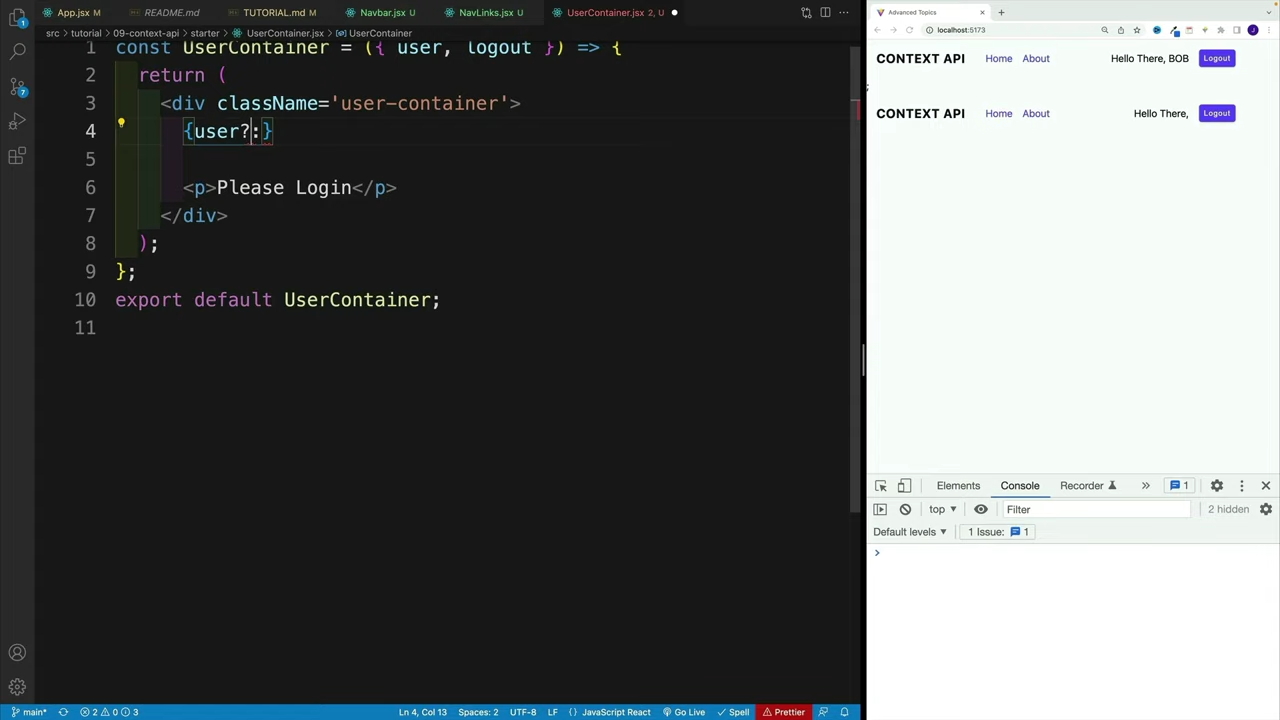 App.jsx M
README.md
TUTORIAL.md M
Navbar.jsx U
NavLinks.jsx U
UserContainer.jsx 2, U
src > tutorial > 09-context-api > starter > UserContainer.jsx > UserContainer
1 const UserContainer = ({ user, logout }) => {
2 return (
3 <div className='user-container'>
4 {user?:}
5
6 <p>Please Login</p>
7 </div>
8 );
9 };
10 export default UserContainer;
11
main* 2 0 3
Ln 4, Col 13 Spaces: 2 UTF-8 LF {} JavaScript React Go Live Spell Prettier
Advanced Topics
localhost:5173
CONTEXT API Home About Hello There, BOB Logout
CONTEXT API Home About Hello There, Logout
Elements Console Recorder » 1
top Filter 2 hidden
Default levels 1 Issue: 1